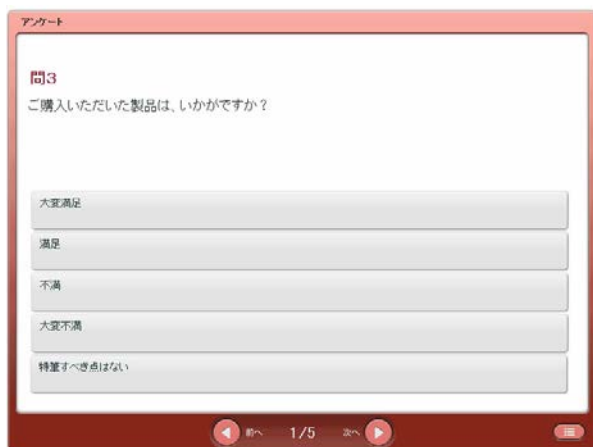 アンケート
問3
ご購入いただいた製品は、いかがですか？
大変満足
満足
不満
大変不満
特筆すべき点はない
前へ 1/5 次へ